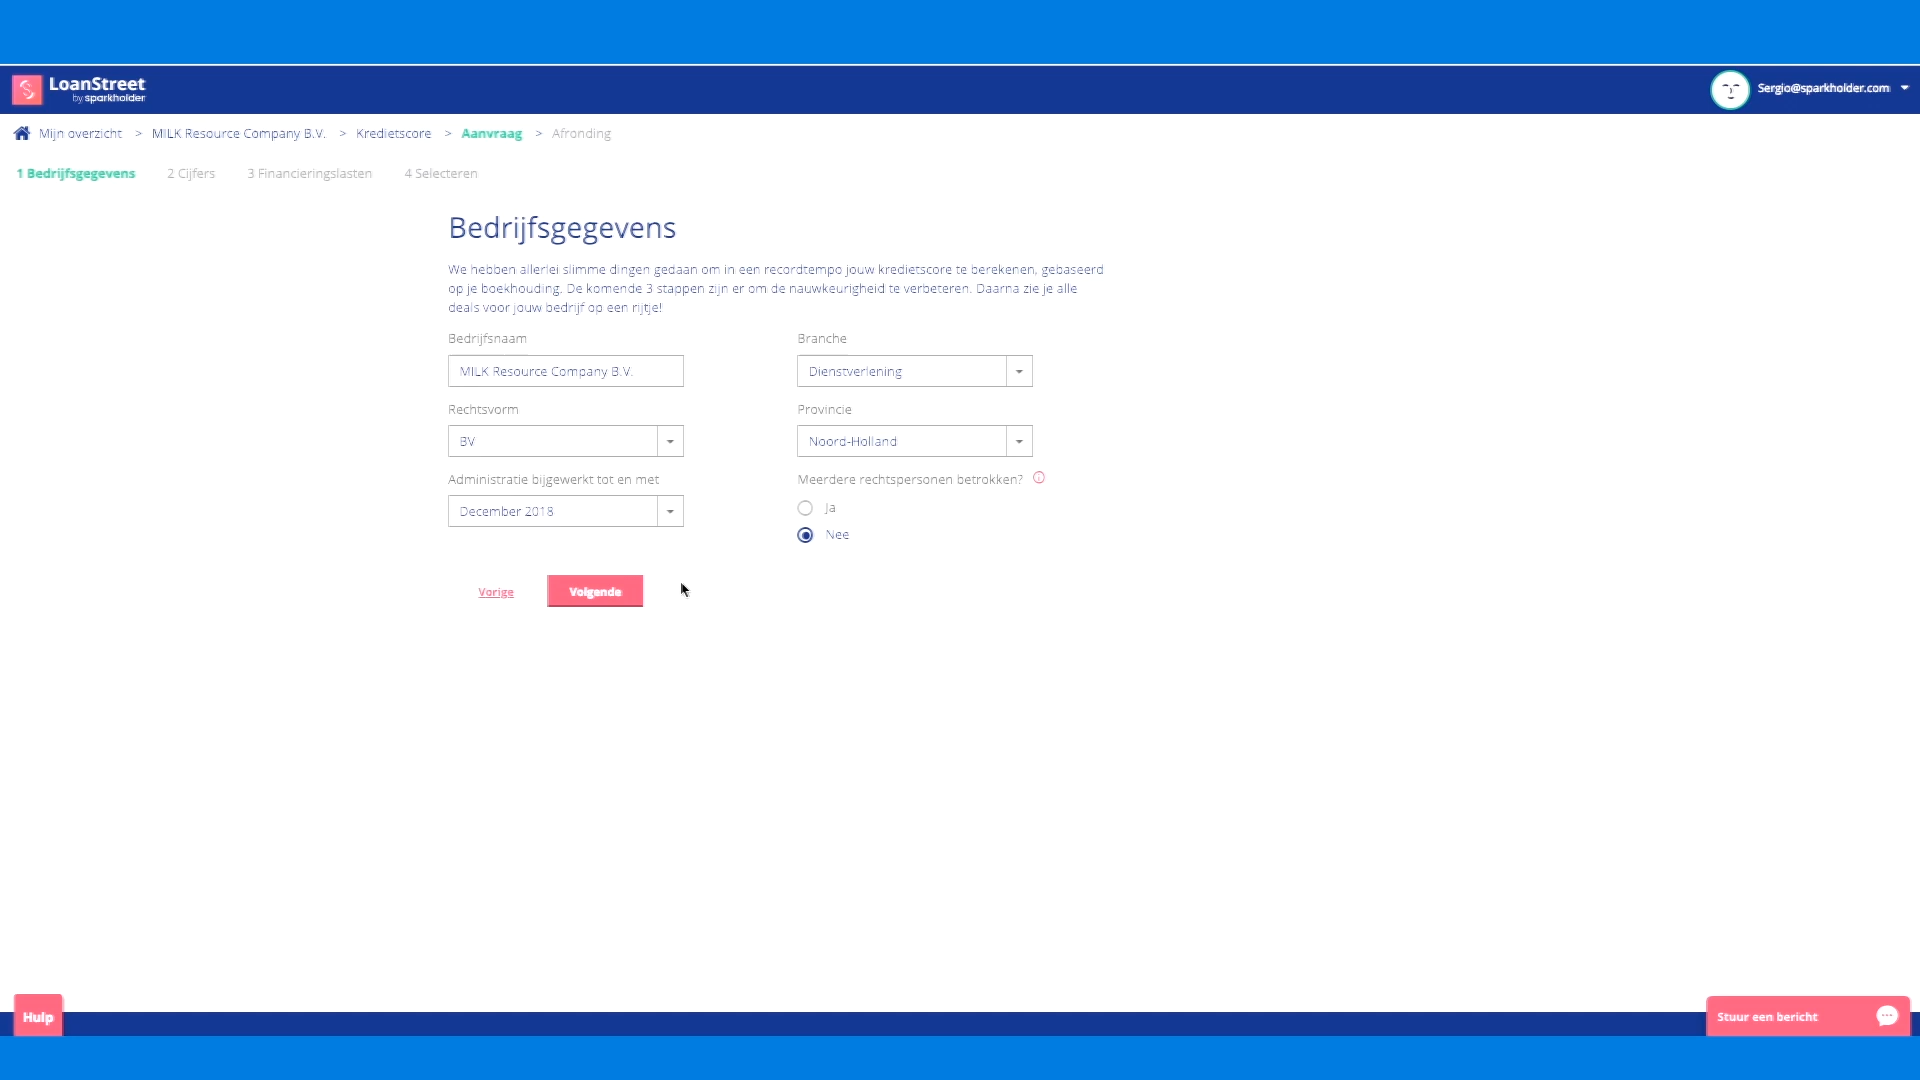 LoanStreet
by sparkholder
Sergio@sparkholder.com
Mijn overzicht > MILK Resource Company B.V. > Kredietscore > Aanvraag > Afronding
1 Bedrijfsgegevens 2 Cijfers 3 Financieringslasten 4 Selecteren
Bedrijfsgegevens
We hebben allerlei slimme dingen gedaan om in een recordtempo jouw kredietscore te berekenen, gebaseerd
op je boekhouding. De komende 3 stappen zijn er om de nauwkeurigheid te verbeteren. Daarna zie je alle
deals voor jouw bedrijf op een rijtje!
Bedrijfsnaam
MILK Resource Company B.V.
Branche
Dienstverlening
Rechtsvorm
BV
Provincie
Noord-Holland
Administratie bijgewerkt tot en met
December 2018
Meerdere rechtspersonen betrokken?
Ja
Nee
Vorige
Volgende
Hulp
Stuur een bericht